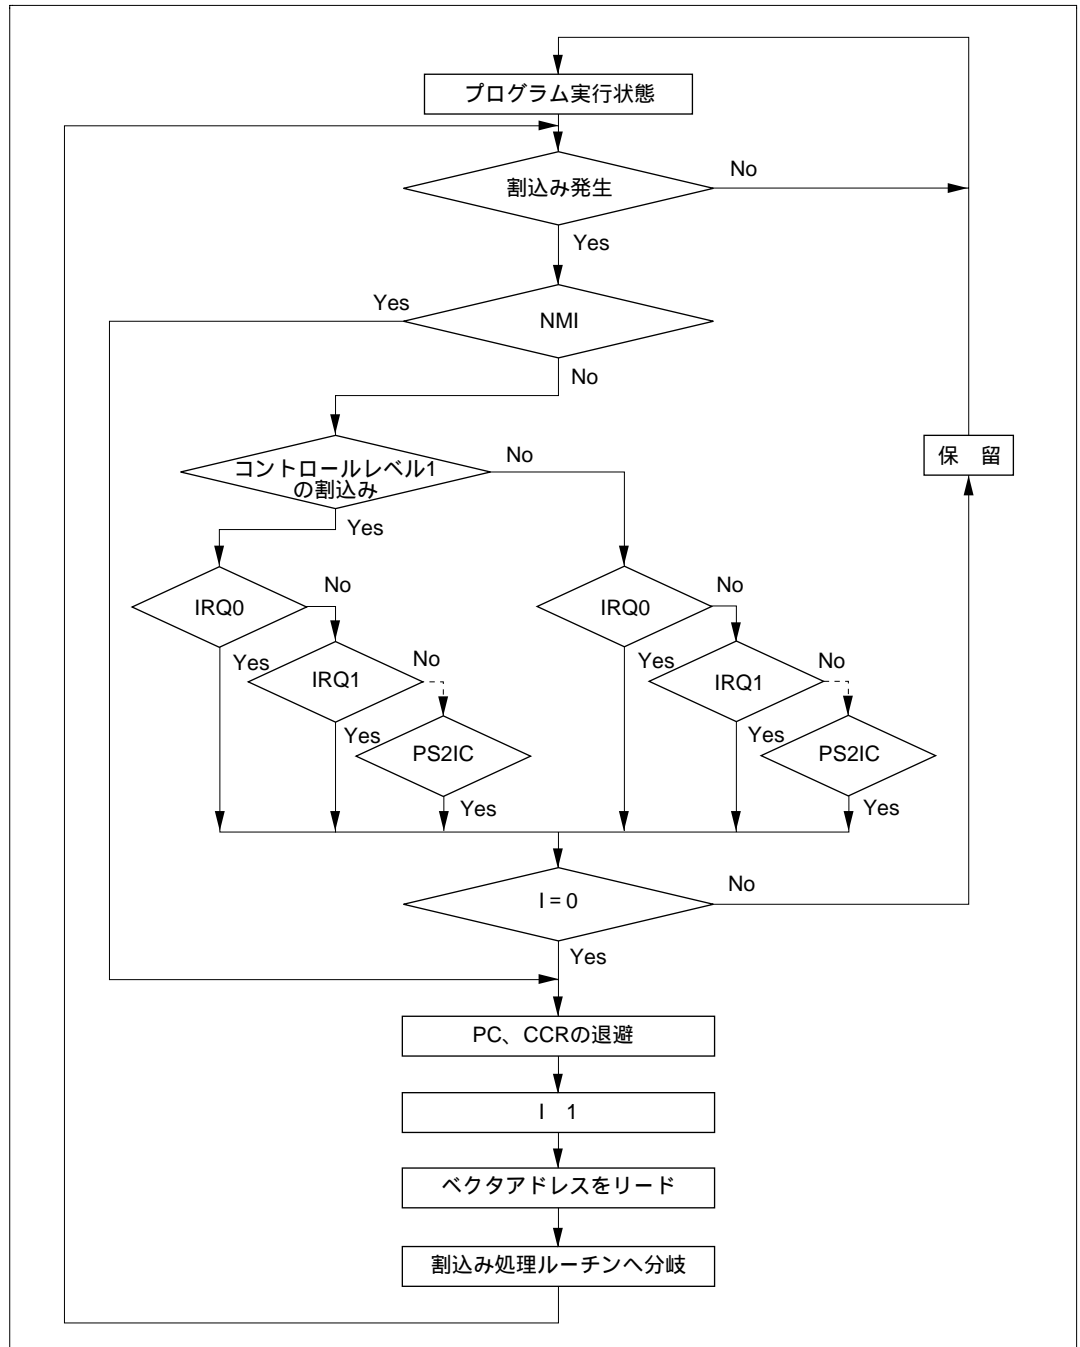 プログラム実行状態
割込み発生
No
Yes
Yes
NMI
No
コントロールレベル1
の割込み
No
Yes
保 留
IRQ0
No
Yes
IRQ1
No
Yes
PS2IC
Yes
IRQ0
No
Yes
IRQ1
No
Yes
PS2IC
Yes
I = 0
No
Yes
PC、CCRの退避
I 1
ベクタアドレスをリード
割込み処理ルーチンへ分岐